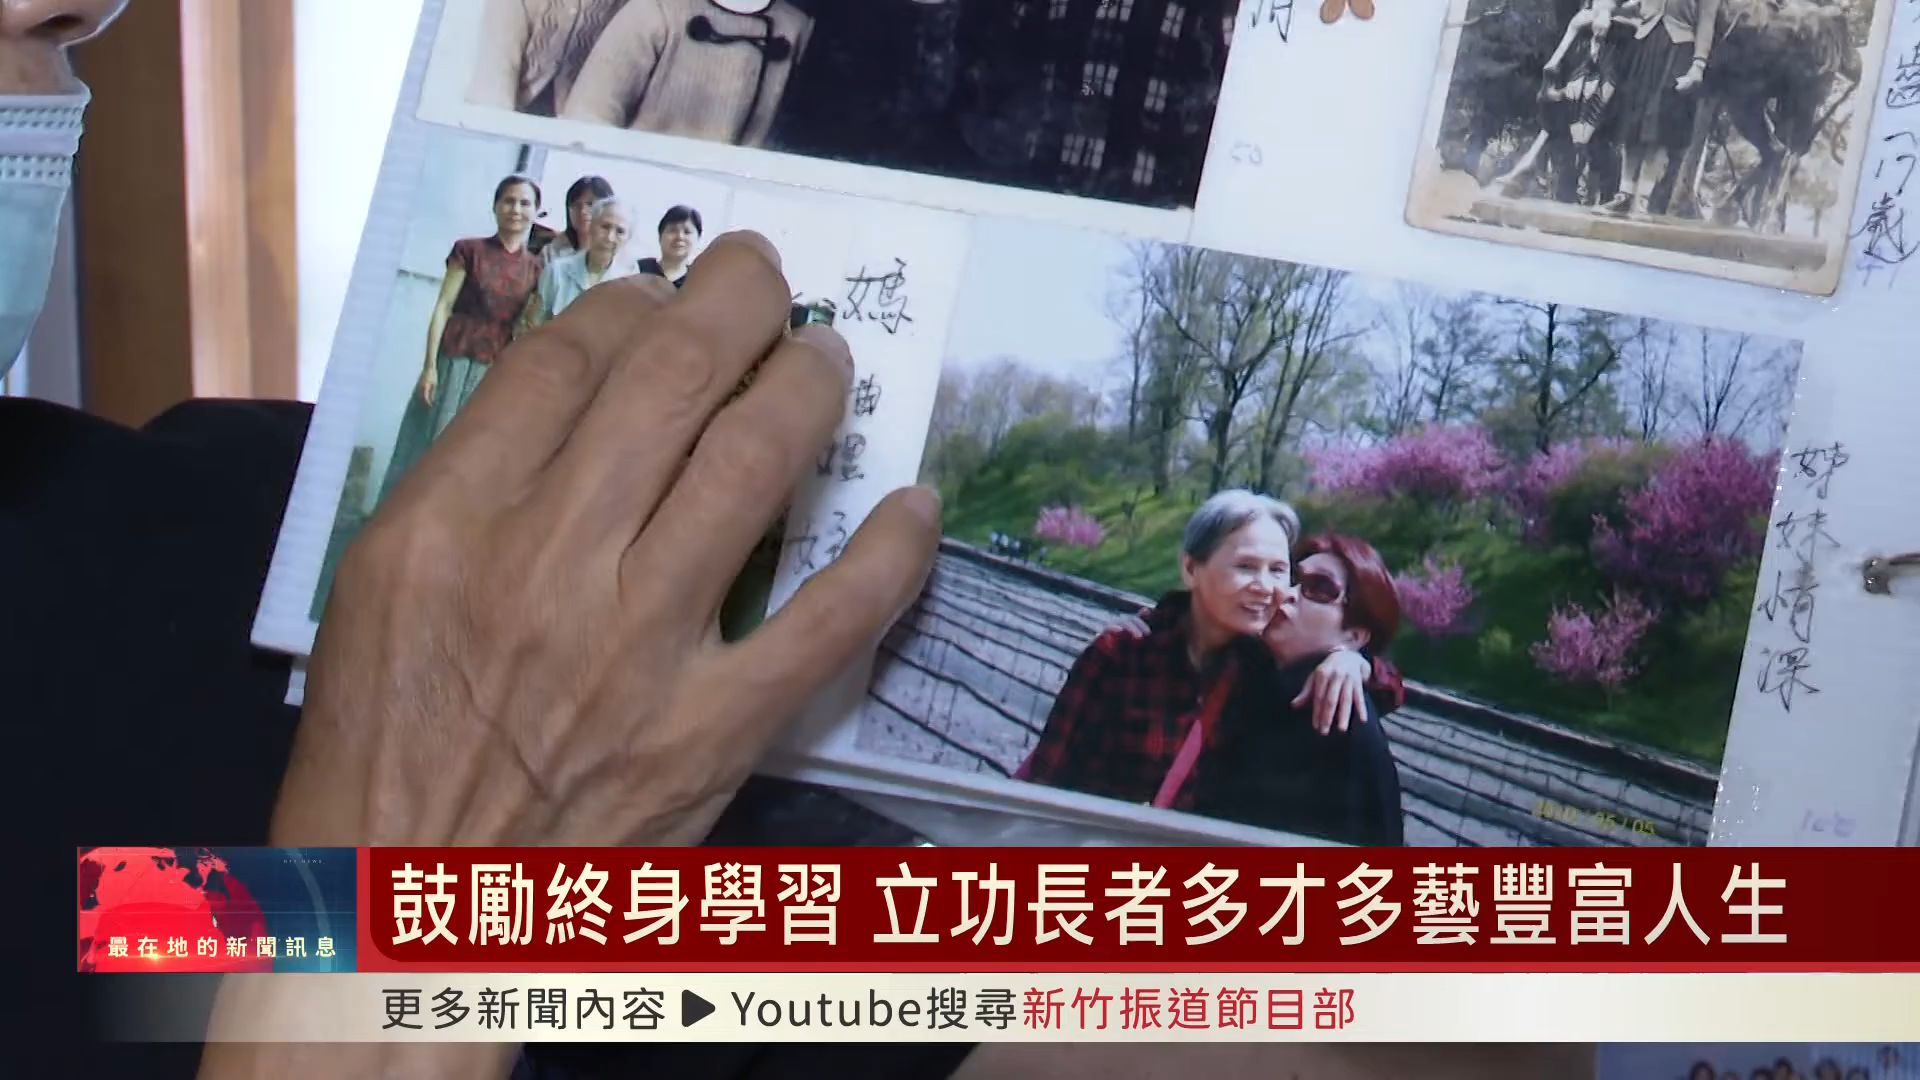 媽
姊妹情深
鼓勵終身學習 立功長者多才多藝豐富人生
最在地的新聞訊息
更多新聞內容▶Youtube搜尋新竹振道節目部